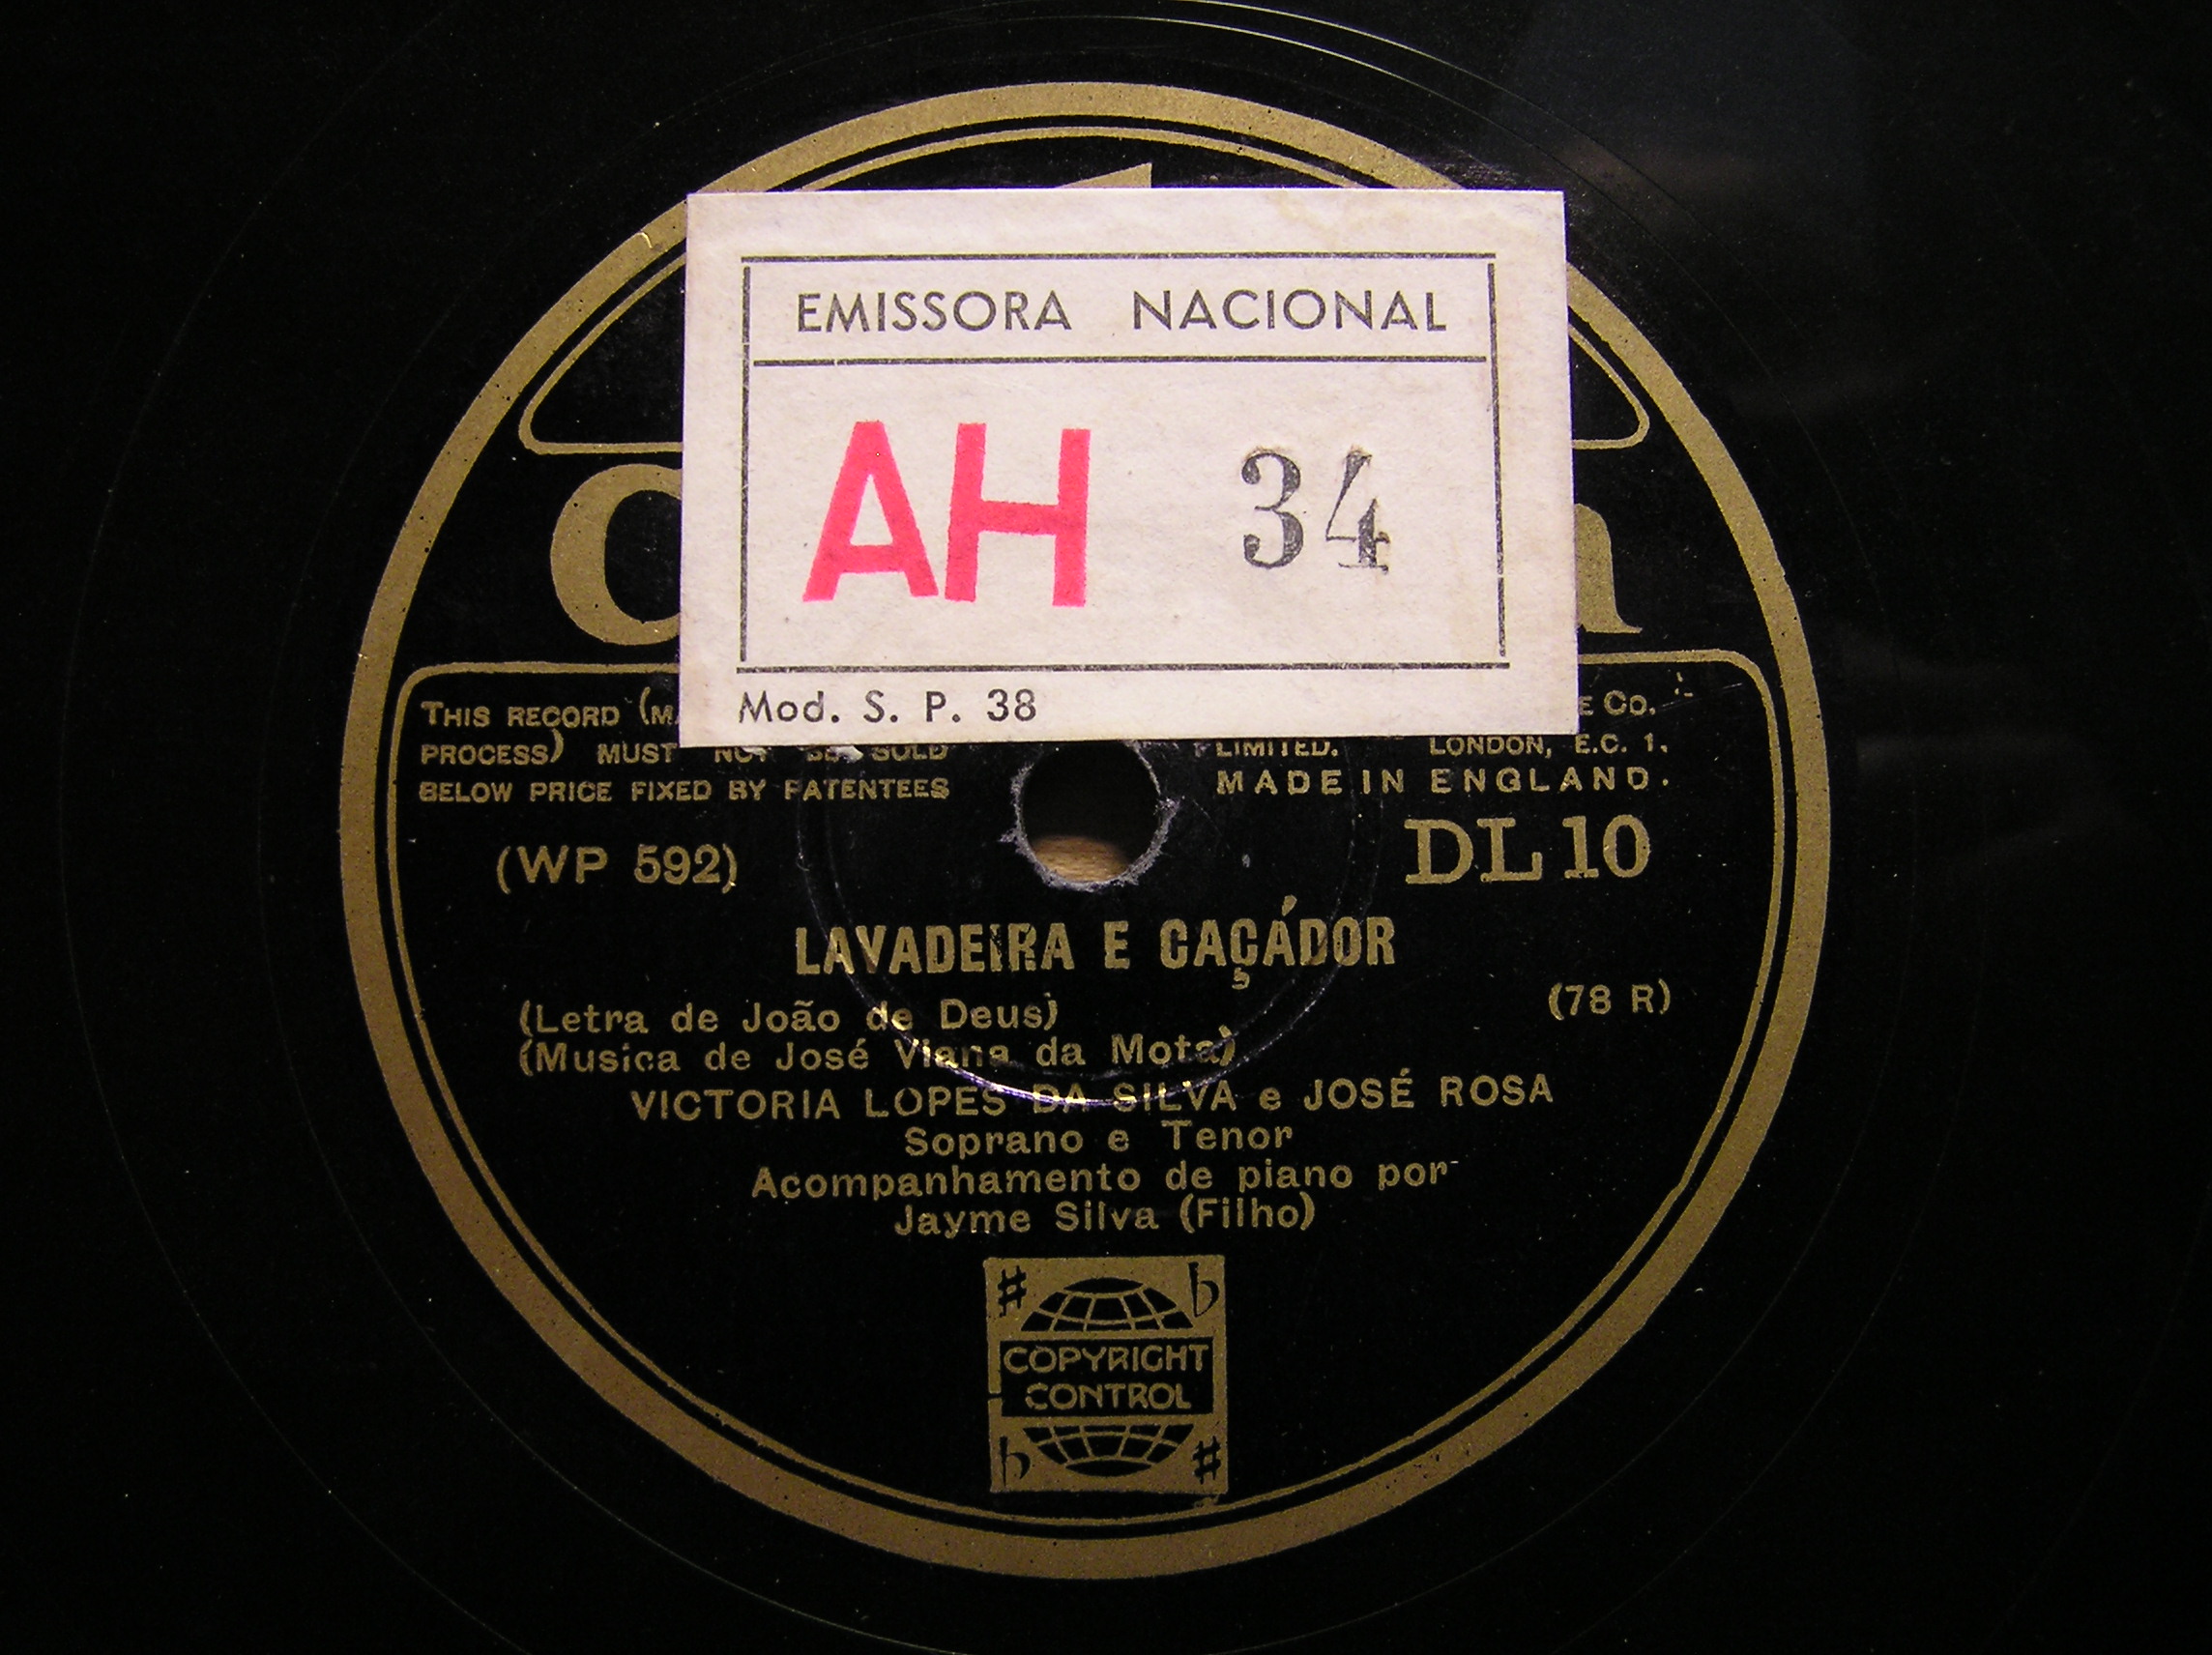 EMISSORA NACIONAL
AH 34
Mod. S. P. 38
THIS RECORD E CO.
PROCESS) MUST NOT BE SOLD LIMITED. LONDON, E.C. 1.
BELOW PRICE FIXED BY PATENTEES MADE IN ENGLAND.
(WP 592) DL 10
LAVADEIRA E CAÇÁDOR
(78 R)
(Letra de João de Deus)
(Musica de José Viana da Mota)
VICTORIA LOPES DA SILVA e JOSÉ ROSA
Soprano e Tenor
Acompanhamento de piano por
Jayme Silva (Filho)
COPYRIGHT
CONTROL